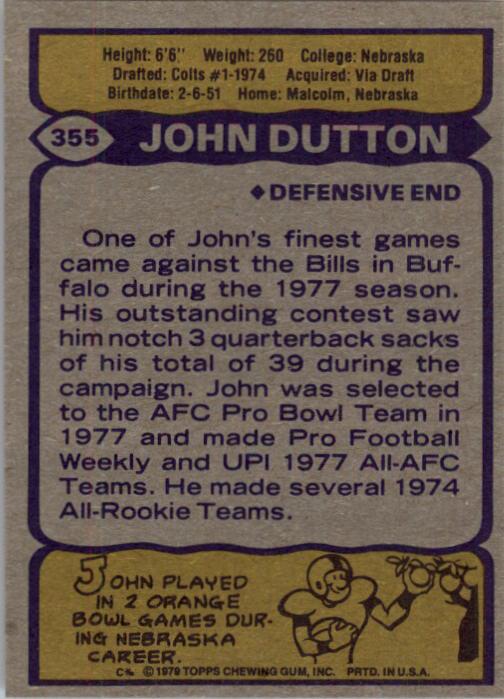 Height: 6'6" Weight: 260 College: Nebraska
Drafted: Colts #1-1974 Acquired: Via Draft
Birthdate: 2-6-51 Home: Malcolm, Nebraska
355 JOHN DUTTON
◆ DEFENSIVE END
One of John's finest games
came against the Bills in Buf-
falo during the 1977 season.
His outstanding contest saw
him notch 3 quarterback sacks
of his total of 39 during the
campaign. John was selected
to the AFC Pro Bowl Team in
1977 and made Pro Football
Weekly and UPI 1977 All-AFC
Teams. He made several 1974
All-Rookie Teams.
JOHN PLAYED
IN 2 ORANGE
BOWL GAMES DUR-
ING NEBRASKA
CAREER.
© 1979 TOPPS CHEWING GUM, INC. PRTD. IN U.S.A.